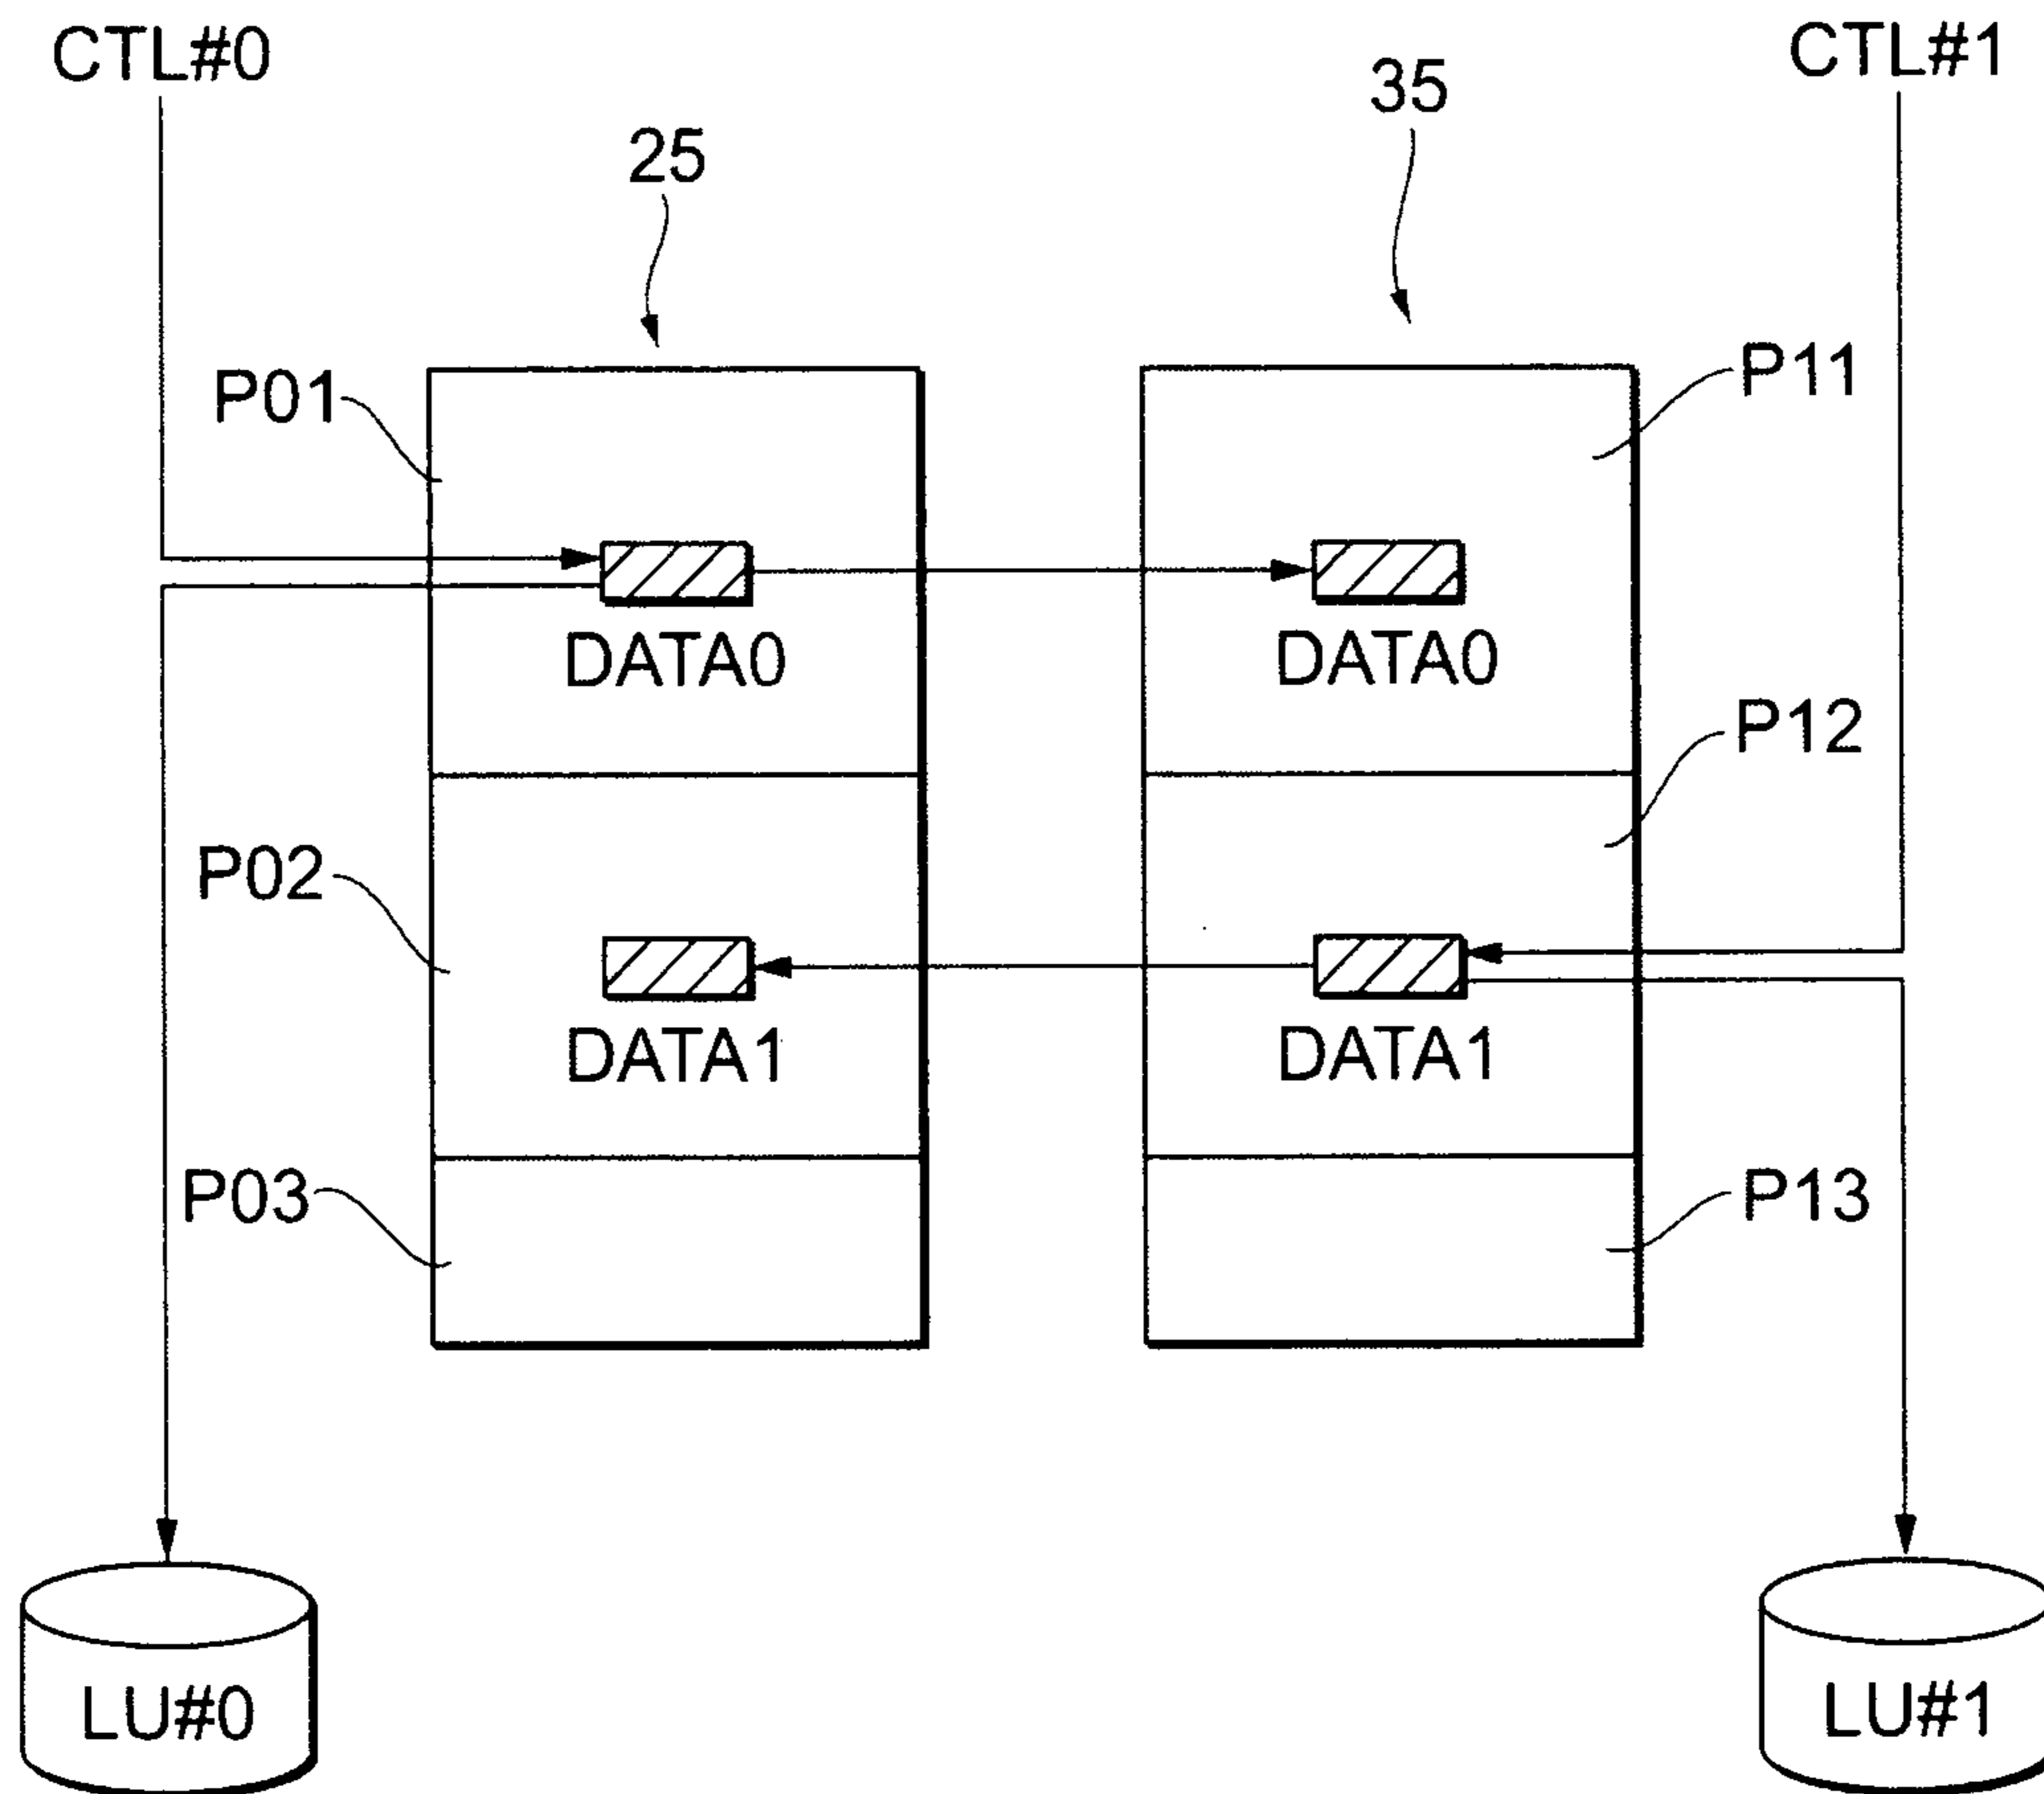 CTL#0
CTL#1
35
25
P11
P01
DATA0
DATA0
P12
P02
DATA1
DATA1
P03
P13
LU#0
LU#1